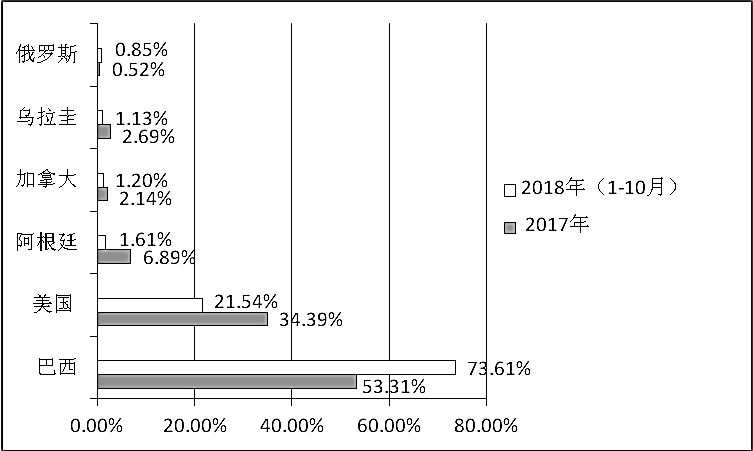 俄罗斯
0.85%
0.52%
乌拉圭
1.13%
2.69%
加拿大
1.20%
2.14%
阿根廷
1.61%
6.89%
美国
21.54%
34.39%
巴西
73.61%
53.31%
0.00% 20.00% 40.00% 60.00% 80.00%
2018年（1-10月）
2017年